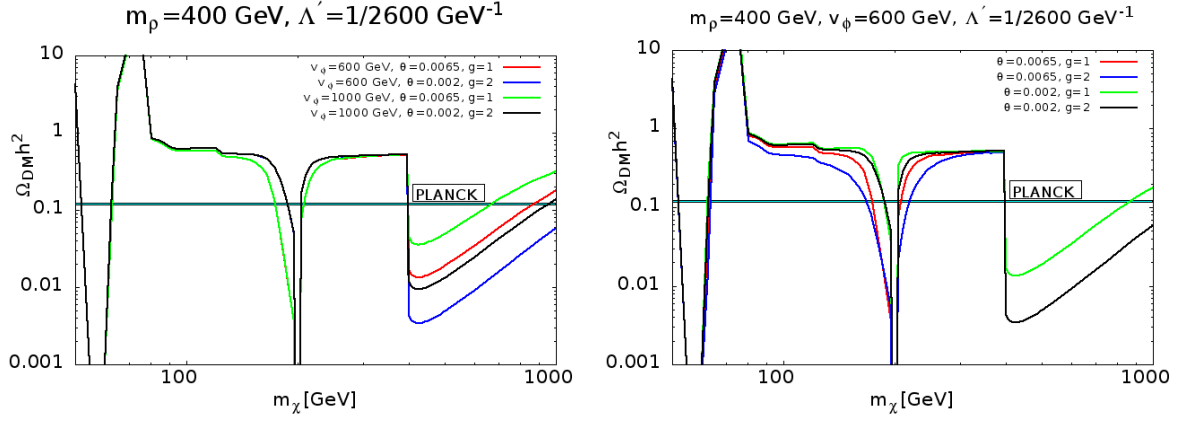 m_ρ=400 GeV, Λ´=1/2600 GeV⁻¹
v_ϕ=600 GeV, θ=0.0065, g=1
v_ϕ=600 GeV, θ=0.002, g=2
v_ϕ=1000 GeV, θ=0.0065, g=1
v_ϕ=1000 GeV, θ=0.002, g=2
Ω_DM h²
10
1
0.1
0.01
0.001
PLANCK
100
1000
m_χ[GeV]
m_ρ=400 GeV, v_ϕ=600 GeV, Λ´=1/2600 GeV⁻¹
θ=0.0065, g=1
θ=0.0065, g=2
θ=0.002, g=1
θ=0.002, g=2
Ω_DM h²
10
1
0.1
0.01
0.001
PLANCK
100
1000
m_χ[GeV]